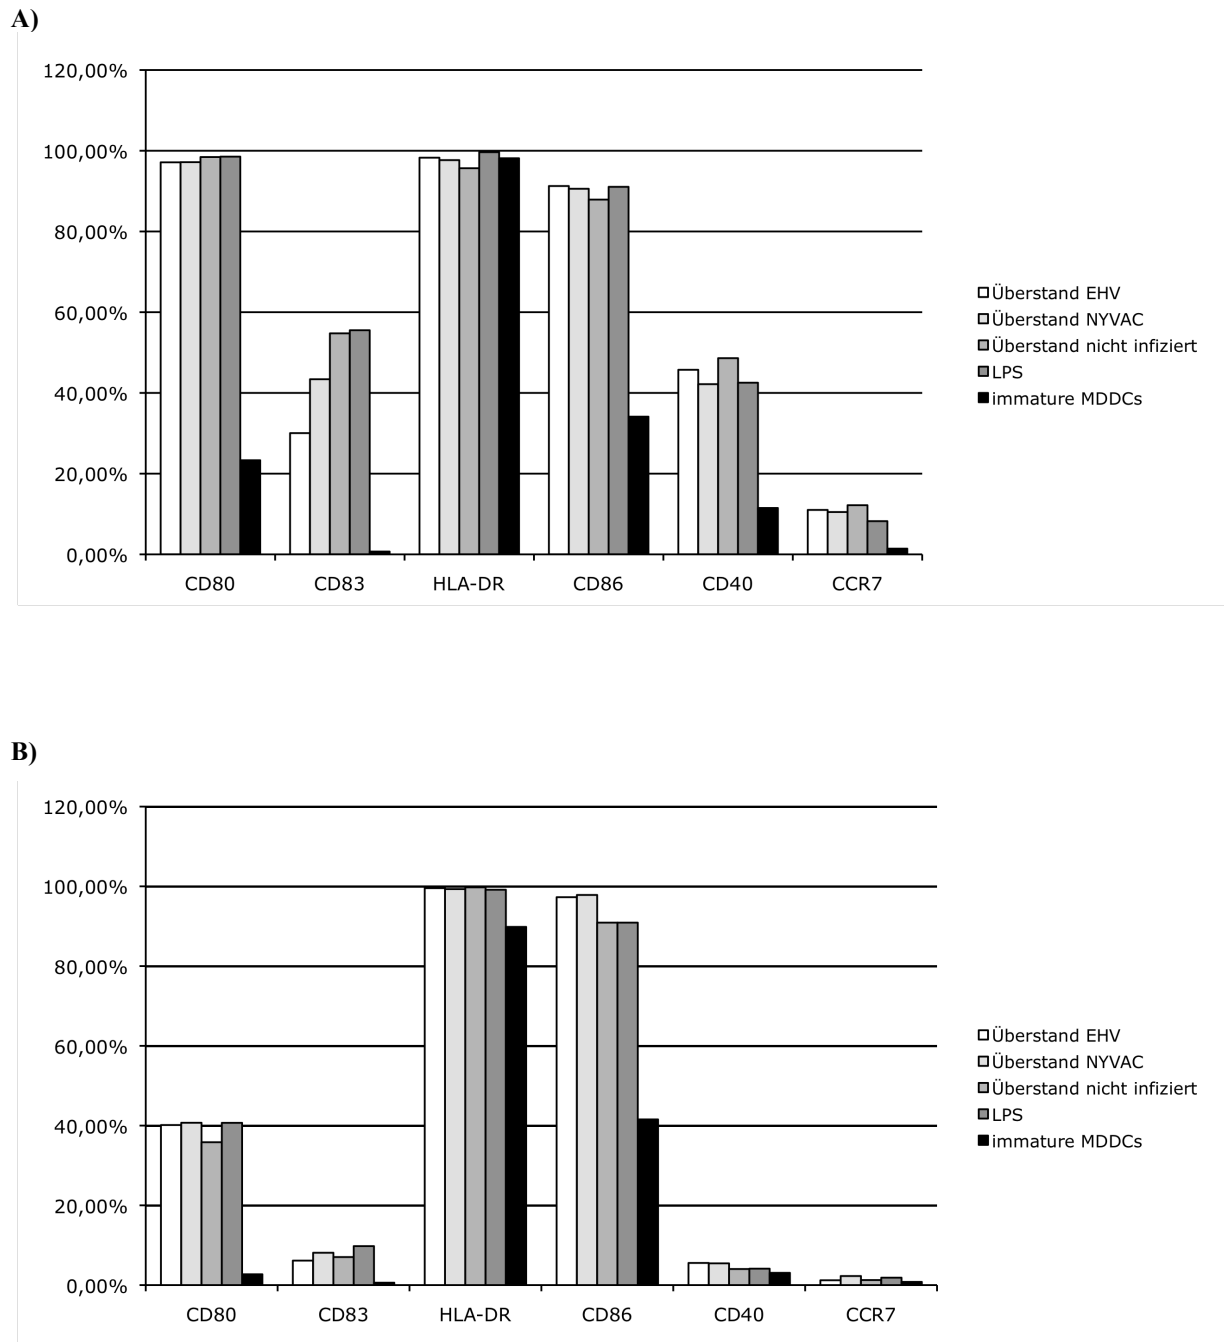 A)
120,00%
100,00%
80,00%
60,00%
40,00%
20,00%
0,00%
CD80 CD83 HLA-DR CD86 CD40 CCR7
Überstand EHV
Überstand NYVAC
Überstand nicht infiziert
LPS
immature MDDCs
B)
120,00%
100,00%
80,00%
60,00%
40,00%
20,00%
0,00%
CD80 CD83 HLA-DR CD86 CD40 CCR7
Überstand EHV
Überstand NYVAC
Überstand nicht infiziert
LPS
immature MDDCs